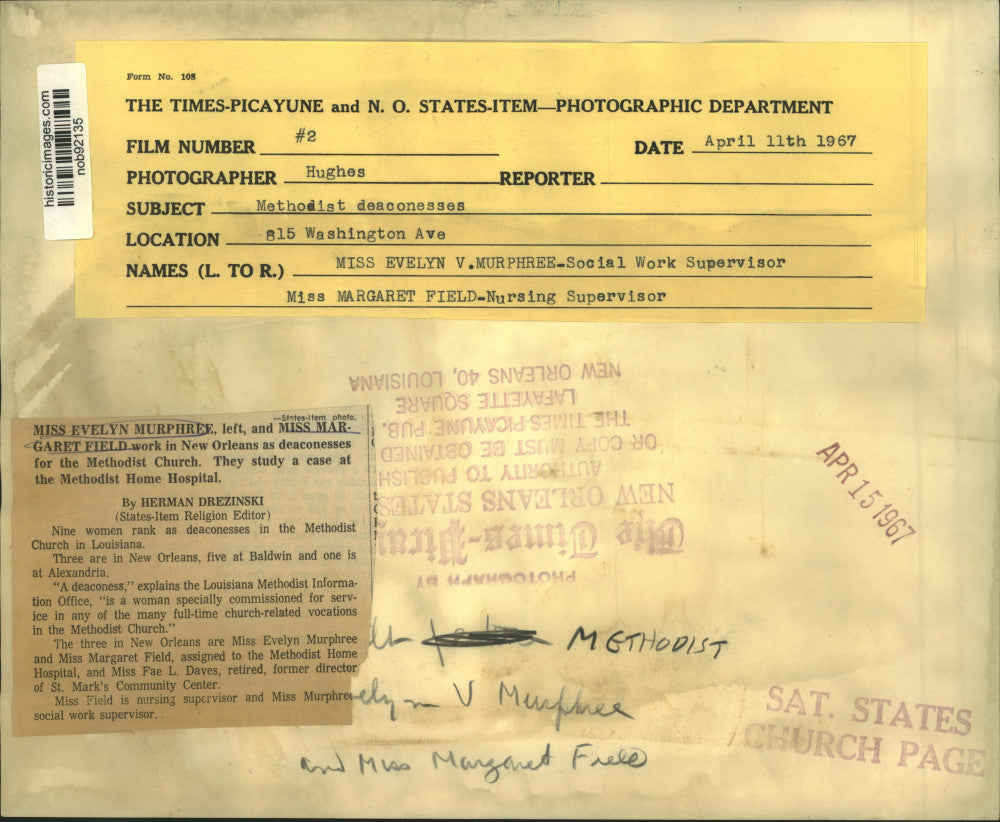 historicimages.com
nob92135
Form No. 108
THE TIMES-PICAYUNE and N. O. STATES-ITEM—PHOTOGRAPHIC DEPARTMENT
FILM NUMBER #2 DATE April 11th 1967
PHOTOGRAPHER Hughes REPORTER
SUBJECT Methodist deaconesses
LOCATION 815 Washington Ave
NAMES (L. TO R.) MISS EVELYN V.MURPHREE-Social Work Supervisor
Miss MARGARET FIELD-Nursing Supervisor
NEW ORLEANS 40, LOUISIANA
LAFAYETTE SQUARE
THE TIMES-PICAYUNE PUB.
OR COPY MUST BE OBTAINED
AUTHORITY TO PUBLISH
NEW ORLEANS STATES
The Times-Picay
PHOTOGRAPH BY
—States-Item photo.
MISS EVELYN MURPHREE, left, and MISS MAR-
GARET FIELD work in New Orleans as deaconesses
for the Methodist Church. They study a case at
the Methodist Home Hospital.
By HERMAN DREZINSKI
(States-Item Religion Editor)
Nine women rank as deaconesses in the Methodist
Church in Louisiana.
Three are in New Orleans, five at Baldwin and one is
at Alexandria.
"A deaconess," explains the Louisiana Methodist Informa-
tion Office, "is a woman specially commissioned for serv-
ice in any of the many full-time church-related vocations
in the Methodist Church."
The three in New Orleans are Miss Evelyn Murphree
and Miss Margaret Field, assigned to the Methodist Home
Hospital, and Miss Fae L. Daves, retired, former director
of St. Mark's Community Center.
Miss Field is nursing supervisor and Miss Murphree
social work supervisor.
APR 15 1967
METHODIST
elyn V Murphree
and Miss Margaret Field
SAT. STATES
CHURCH PAGE